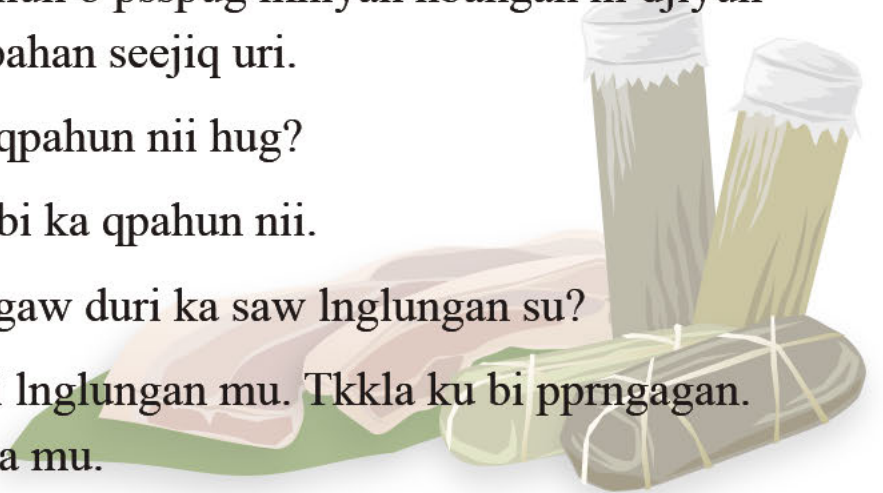 pahan seejiq uri.
qpahun nii hug?
bi ka qpahun nii.
gaw duri ka saw lnglungan su?
lnglungan mu. Tkkla ku bi pprngagan.
a mu.